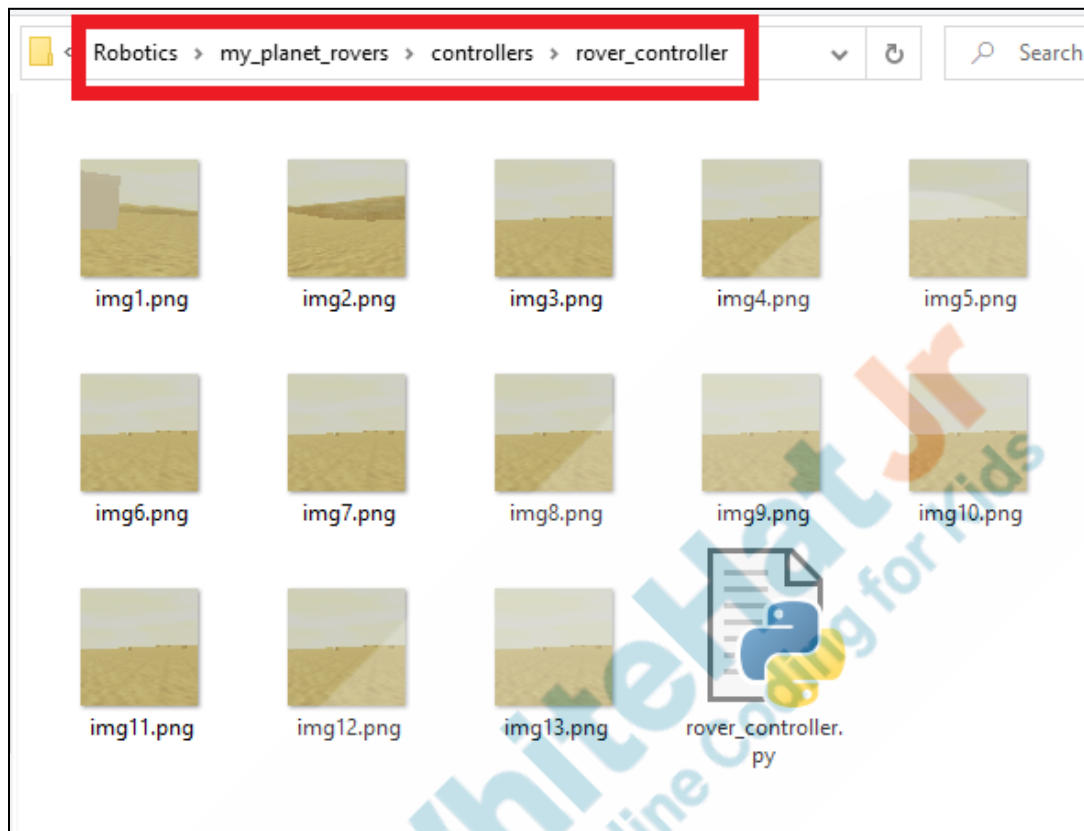 Robotics > my_planet_rovers > controllers > rover_controller
Search
img1.png img2.png img3.png img4.png img5.png
img6.png img7.png img8.png img9.png img10.png
img11.png img12.png img13.png rover_controller.
py
WhiteHat Jr
Online Coding for Kids